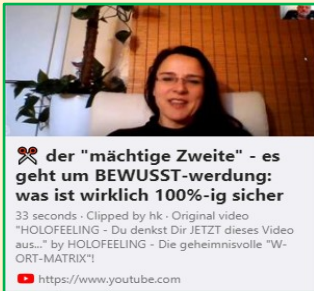 der "mächtige Zweite" - es
geht um BEWUSST-werdung:
was ist wirklich 100%-ig sicher
33 seconds · Clipped by hk · Original video
"HOLOFEELING - Du denkst Dir JETZT dieses Video
aus..." by HOLOFEELING - Die geheimnisvolle "W-
ORT-MATRIX"!
https://www.youtube.com